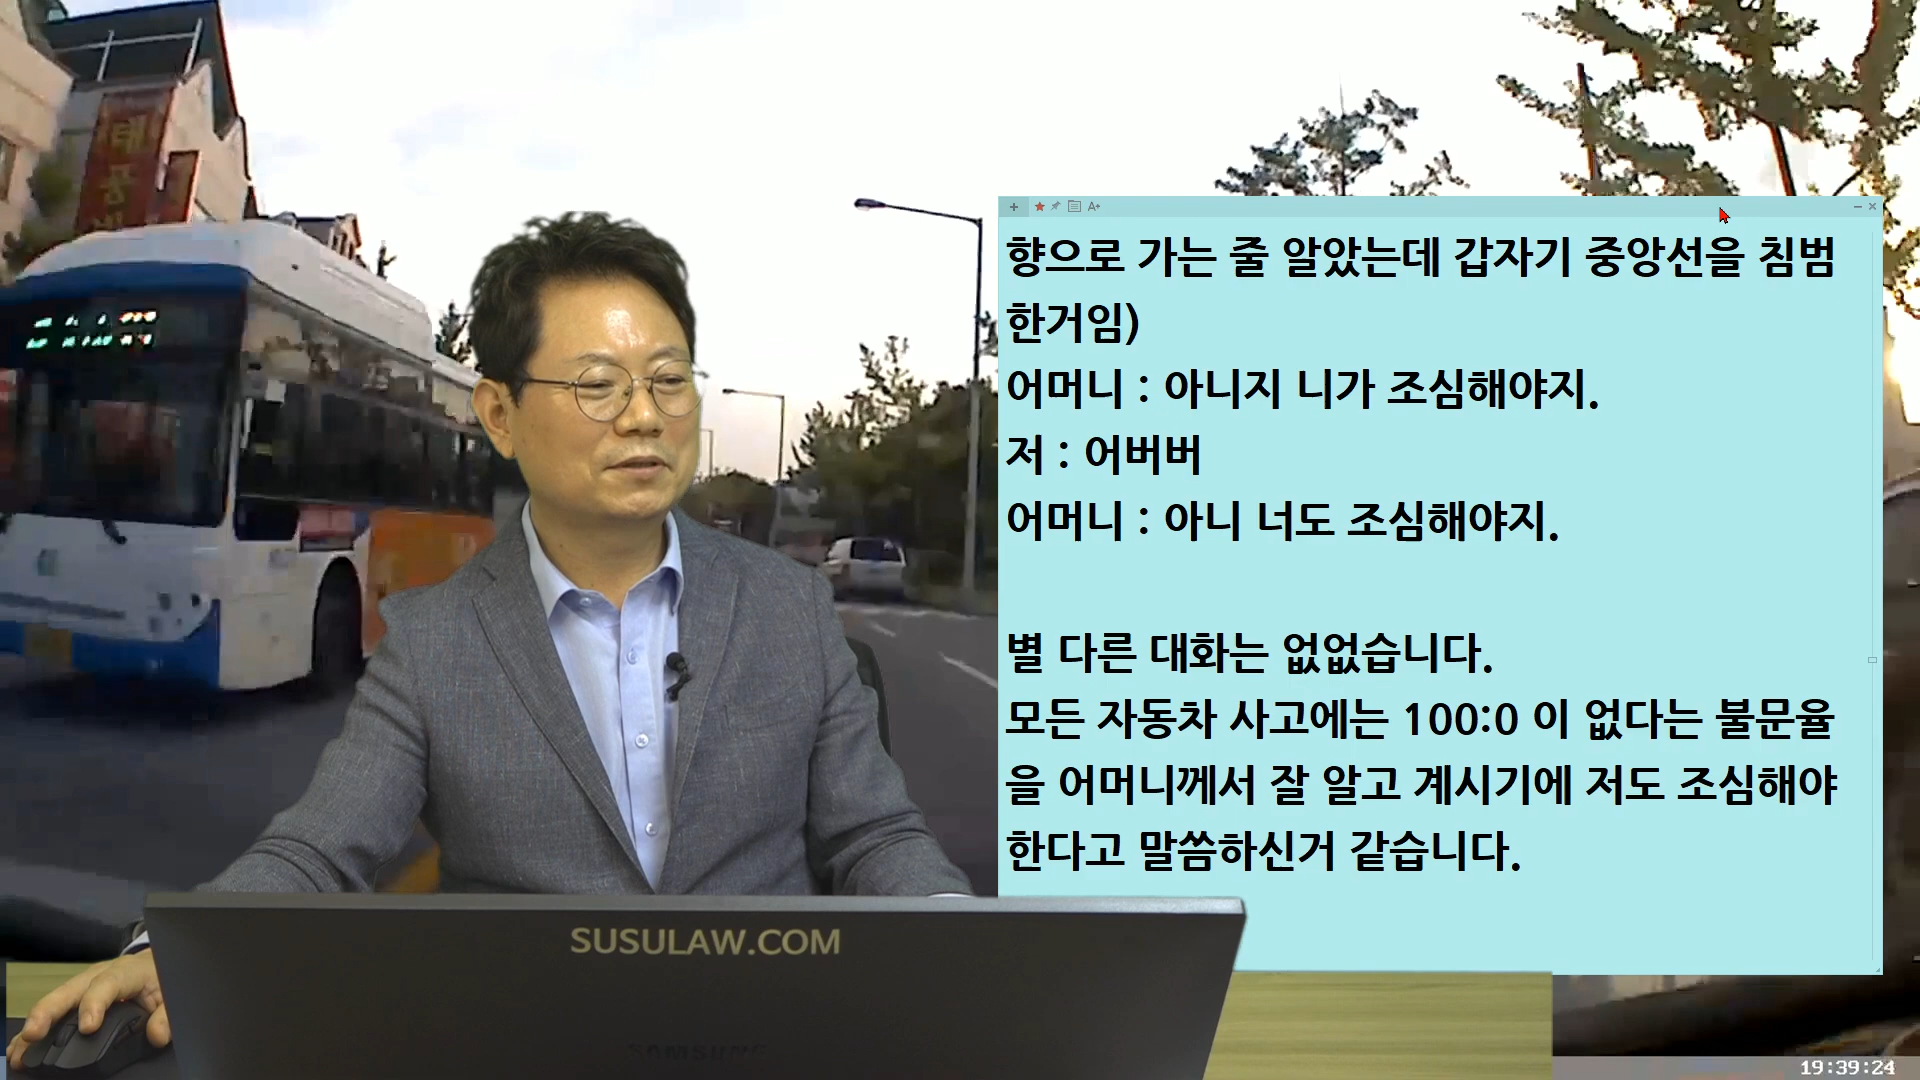 향으로 가는 줄 알았는데 갑자기 중앙선을 침범
한거임)
어머니 : 아니지 니가 조심해야지.
저 : 어버버
어머니 : 아니 너도 조심해야지.
별 다른 대화는 없없습니다.
모든 자동차 사고에는 100:0 이 없다는 불문율
을 어머니께서 잘 알고 계시기에 저도 조심해야
한다고 말씀하신거 같습니다.
SUSULAW.COM
SAMSUNG
19:39:24